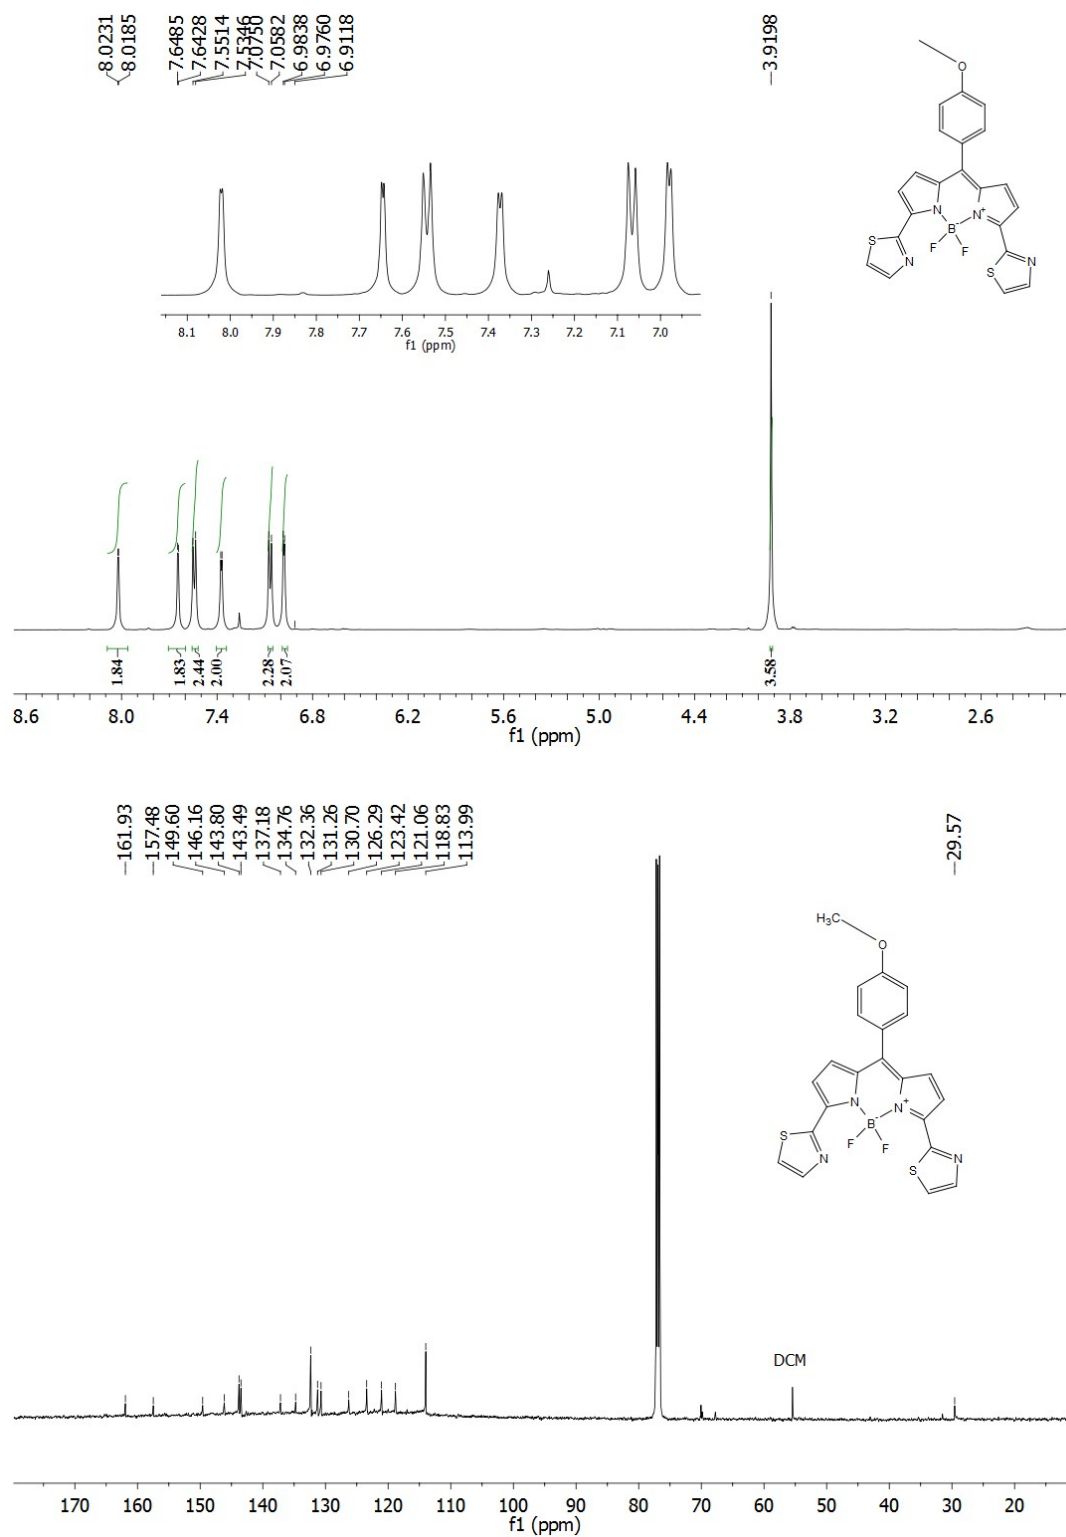 8.0231
8.0185
7.6485
7.6428
7.5514
7.5346
7.0750
7.0582
6.9838
6.9760
6.9118
3.9198
O
N
B-
N+
F
F
S
N
S
N
8.1 8.0 7.9 7.8 7.7 7.6 7.5 7.4 7.3 7.2 7.1 7.0
f1 (ppm)
1.84
1.83
2.44
2.00
2.28
2.07
3.58
8.6 8.0 7.4 6.8 6.2 5.6 5.0 4.4 3.8 3.2 2.6
f1 (ppm)
161.93
157.48
149.60
146.16
143.80
143.49
137.18
134.76
132.36
131.26
130.70
126.29
123.42
121.06
118.83
113.99
29.57
H3C
O
N
B-
N+
F
F
S
N
S
N
DCM
170 160 150 140 130 120 110 100 90 80 70 60 50 40 30 20
f1 (ppm)